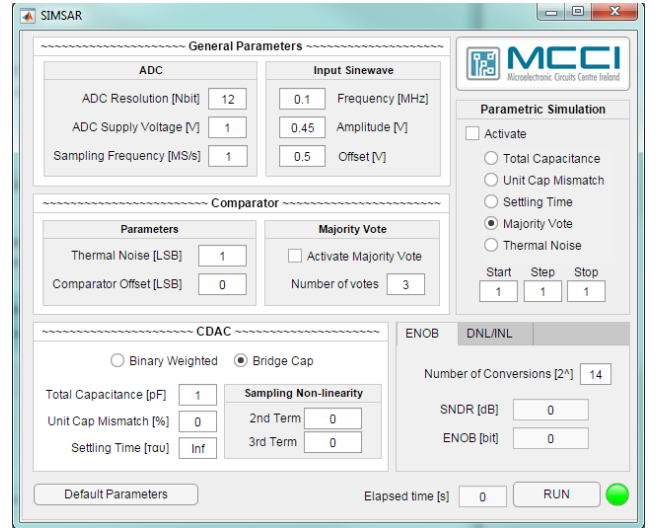 SIMSAR
~~~~~~~~~~~~~~~~~~~~~ General Parameters ~~~~~~~~~~~~~~~~~~~~~
ADC
ADC Resolution [Nbit] 12
ADC Supply Voltage [V] 1
Sampling Frequency [MS/s] 1
Input Sinewave
0.1 Frequency [MHz]
0.45 Amplitude [V]
0.5 Offset [V]
MCCI
Microelectronic Circuits Centre Ireland
Parametric Simulation
Activate
Total Capacitance
Unit Cap Mismatch
Settling Time
Majority Vote
Thermal Noise
Start Step Stop
1 1 1
~~~~~~~~~~~~~~~~~~~~~~~~ Comparator ~~~~~~~~~~~~~~~~~~~~~~~
Parameters
Thermal Noise [LSB] 1
Comparator Offset [LSB] 0
Majority Vote
Activate Majority Vote
Number of votes 3
~~~~~~~~~~~~~~~~~~~~~~ CDAC ~~~~~~~~~~~~~~~~~~~~~
Binary Weighted Bridge Cap
Total Capacitance [pF] 1
Unit Cap Mismatch [%] 0
Settling Time [ταυ] Inf
Sampling Non-linearity
2nd Term 0
3rd Term 0
ENOB DNL/INL
Number of Conversions [2^] 14
SNDR [dB] 0
ENOB [bit] 0
Default Parameters
Elapsed time [s] 0 RUN